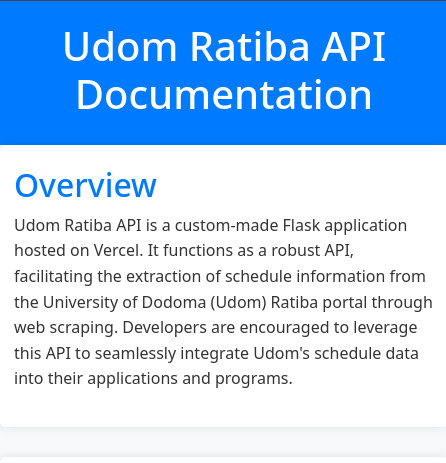 Udom Ratiba API
Documentation
Overview
Udom Ratiba API is a custom-made Flask application
hosted on Vercel. It functions as a robust API,
facilitating the extraction of schedule information from
the University of Dodoma (Udom) Ratiba portal through
web scraping. Developers are encouraged to leverage
this API to seamlessly integrate Udom's schedule data
into their applications and programs.